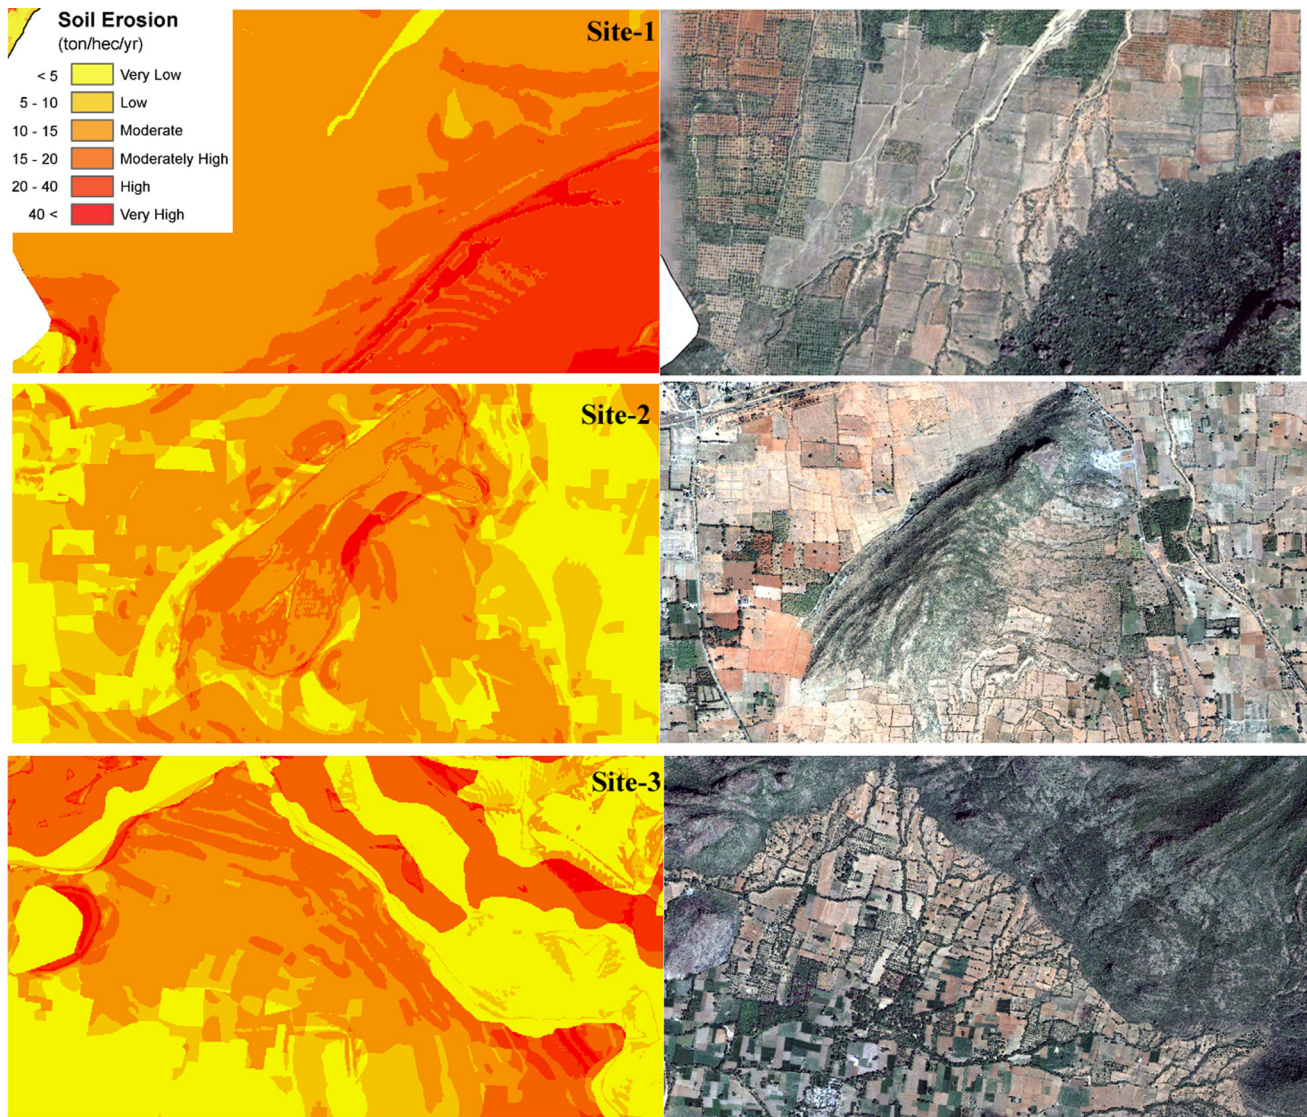 Soil Erosion
(ton/hec/yr)
< 5 Very Low
5 - 10 Low
10 - 15 Moderate
15 - 20 Moderately High
20 - 40 High
40 < Very High
Site-1
Site-2
Site-3